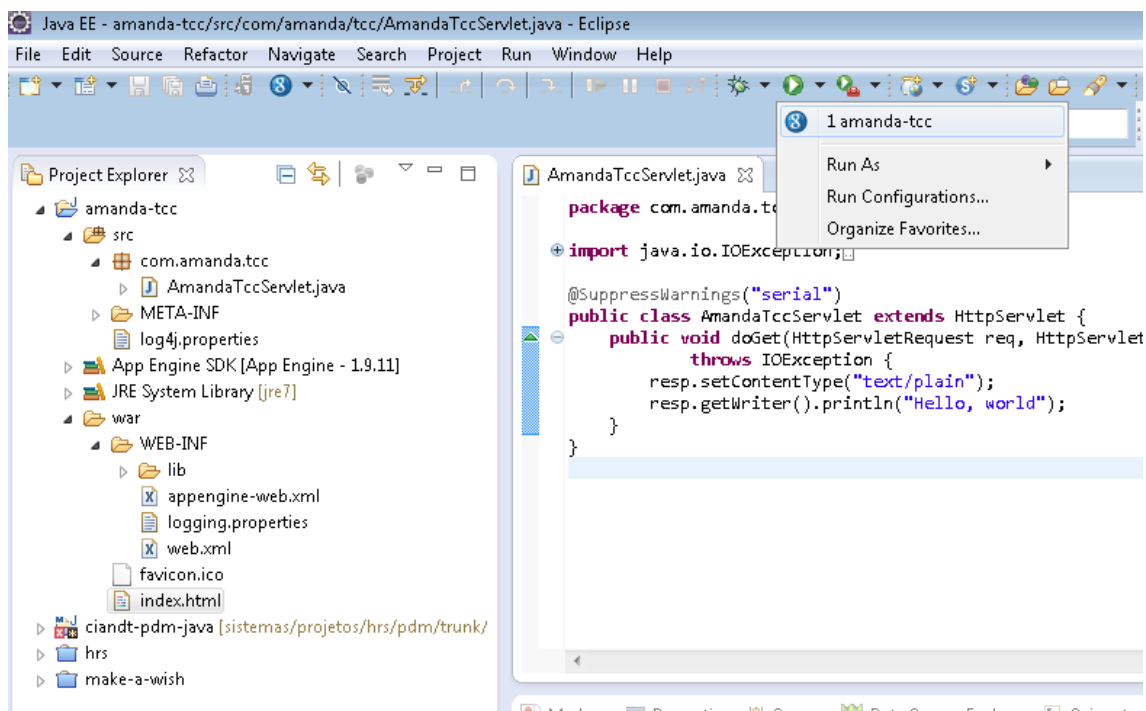 Java EE - amanda-tcc/src/com/amanda/tcc/AmandaTccServlet.java - Eclipse
File Edit Source Refactor Navigate Search Project Run Window Help
1 amanda-tcc
Run As
Run Configurations...
Organize Favorites...
Project Explorer
amanda-tcc
src
com.amanda.tcc
AmandaTccServlet.java
META-INF
log4j.properties
App Engine SDK [App Engine - 1.9.11]
JRE System Library [jre7]
war
WEB-INF
lib
appengine-web.xml
logging.properties
web.xml
favicon.ico
index.html
ciandt-pdm-java [sistemas/projetos/hrs/pdm/trunk/
hrs
make-a-wish
AmandaTccServlet.java
package com.amanda.tc
import java.io.IOException;
@SuppressWarnings("serial")
public class AmandaTccServlet extends HttpServlet {
public void doGet(HttpServletRequest req, HttpServlet
throws IOException {
resp.setContentType("text/plain");
resp.getWriter().println("Hello, world");
}
}